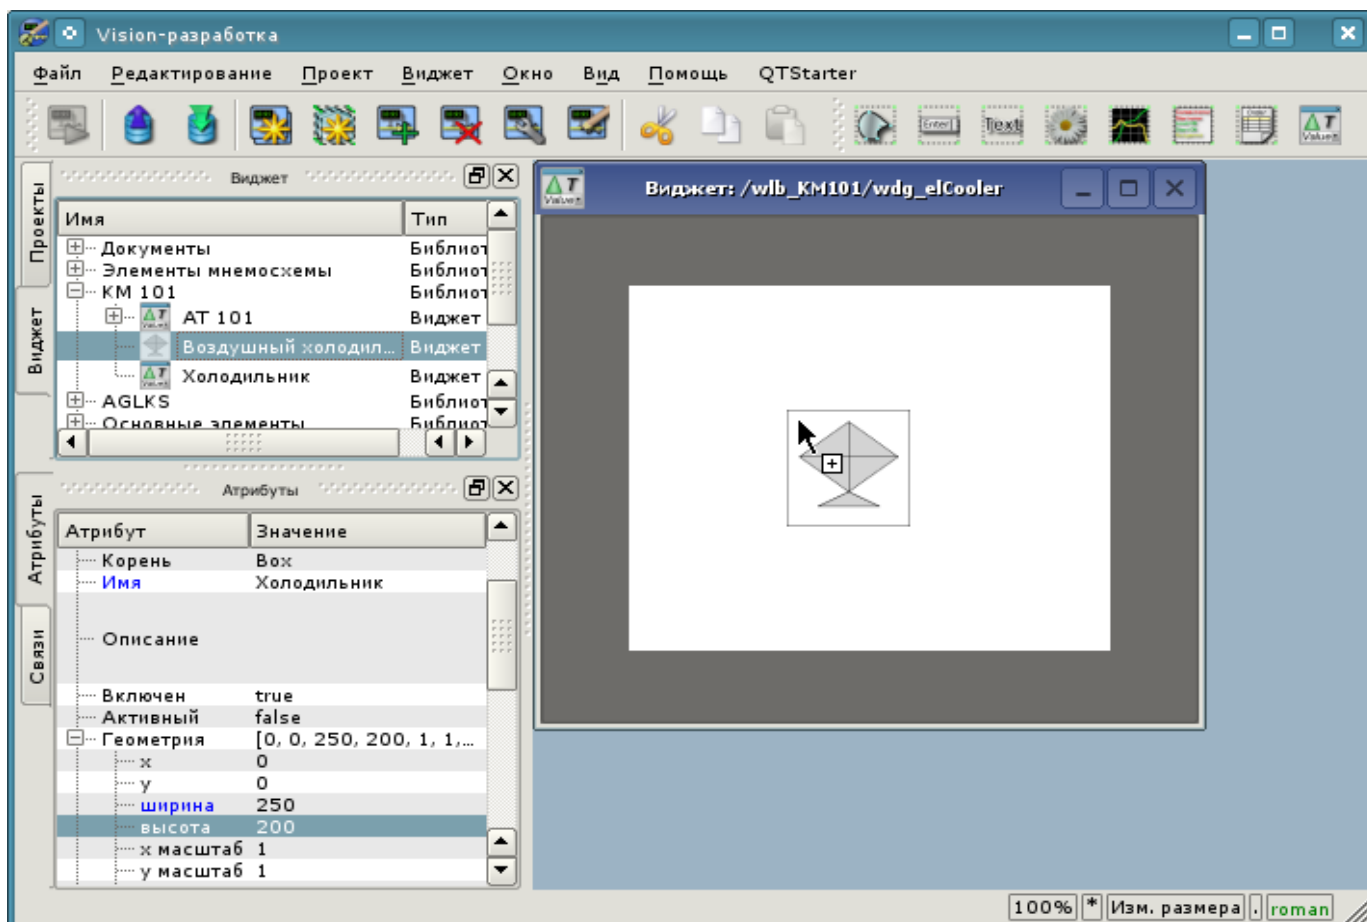 Vision-разработка
Файл Редактирование Проект Виджет Окно Вид Помощь QTStarter
Enter Text ΔT
Проекты
Виджет
Виджет
Имя Тип
Документы Библиот
Элементы мнемосхемы Библиот
КМ 101 Библиот
АТ 101 Виджет
Воздушный холодил... Виджет
Холодильник Виджет
AGLKS Библиот
Основные элементы Библиот
Атрибуты
Связи
Атрибуты
Атрибут Значение
Корень Box
Имя Холодильник
Описание
Включен true
Активный false
Геометрия [0, 0, 250, 200, 1, 1,...
x 0
y 0
ширина 250
высота 200
x масштаб 1
y масштаб 1
Виджет: /wlb_KM101/wdg_elCooler
100% * Изм. размера . roman